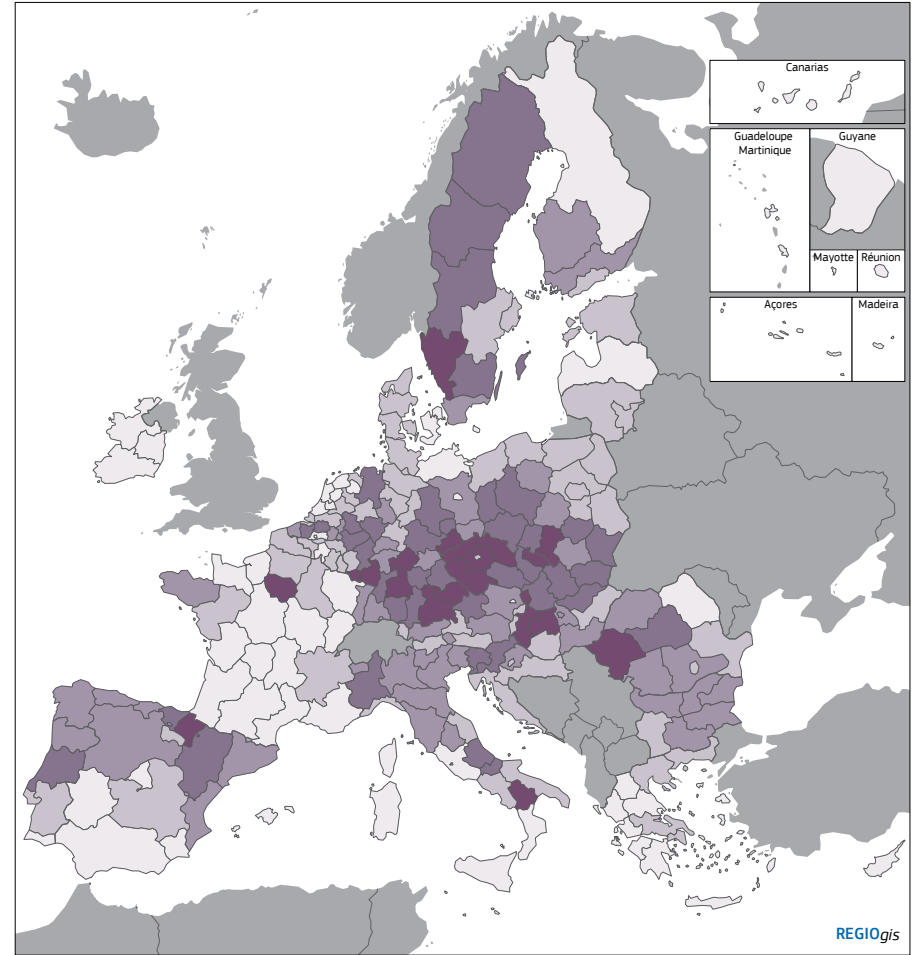 Canarias
Guadeloupe
Martinique
Guyane
Mayotte
Réunion
Açores
Madeira
REGIOgis